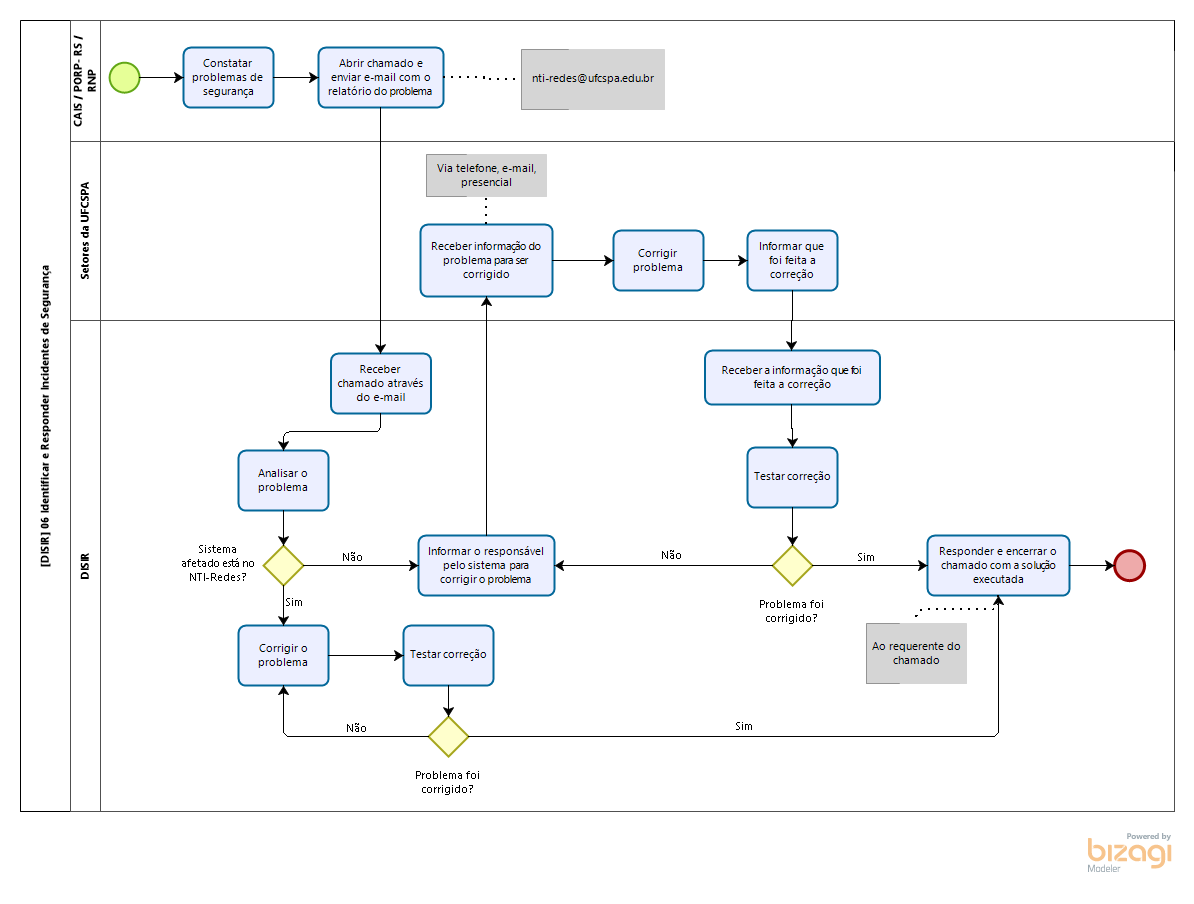 [DISIR] 06 Identificar e Responder Incidentes de Segurança
CAIS / PORP- RS /
RNP
Constatar
problemas de
segurança
Abrir chamado e
enviar e-mail com o
relatório do problema
nti-redes@ufcspa.edu.br
Setores da UFCSPA
Via telefone, e-mail,
presencial
Receber informação do
problema para ser
corrigido
Corrigir
problema
Informar que
foi feita a
correção
DISIR
Receber
chamado através
do e-mail
Receber a informação que foi
feita a correção
Analisar o
problema
Testar correção
Sistema
afetado está no
NTI-Redes?
Não
Informar o responsável
pelo sistema para
corrigir o problema
Não
Sim
Responder e encerrar o
chamado com a solução
executada
Sim
Problema foi
corrigido?
Corrigir o
problema
Testar correção
Ao requerente do
chamado
Não
Sim
Problema foi
corrigido?
Powered by
bizagi
Modeler